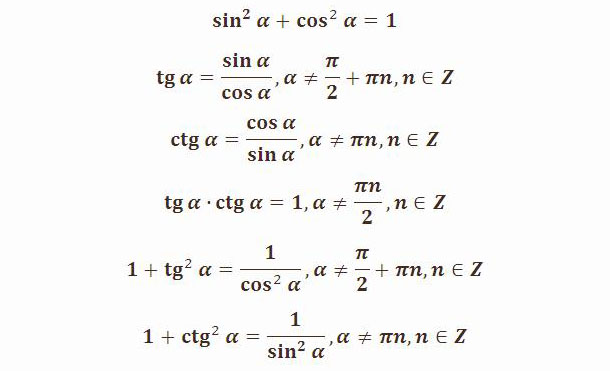 sin² α + cos² α = 1
tg α = sin α / cos α, α ≠ π/2 + πn, n ∈ Z
ctg α = cos α / sin α, α ≠ πn, n ∈ Z
tg α · ctg α = 1, α ≠ πn/2, n ∈ Z
1 + tg² α = 1 / cos² α, α ≠ π/2 + πn, n ∈ Z
1 + ctg² α = 1 / sin² α, α ≠ πn, n ∈ Z